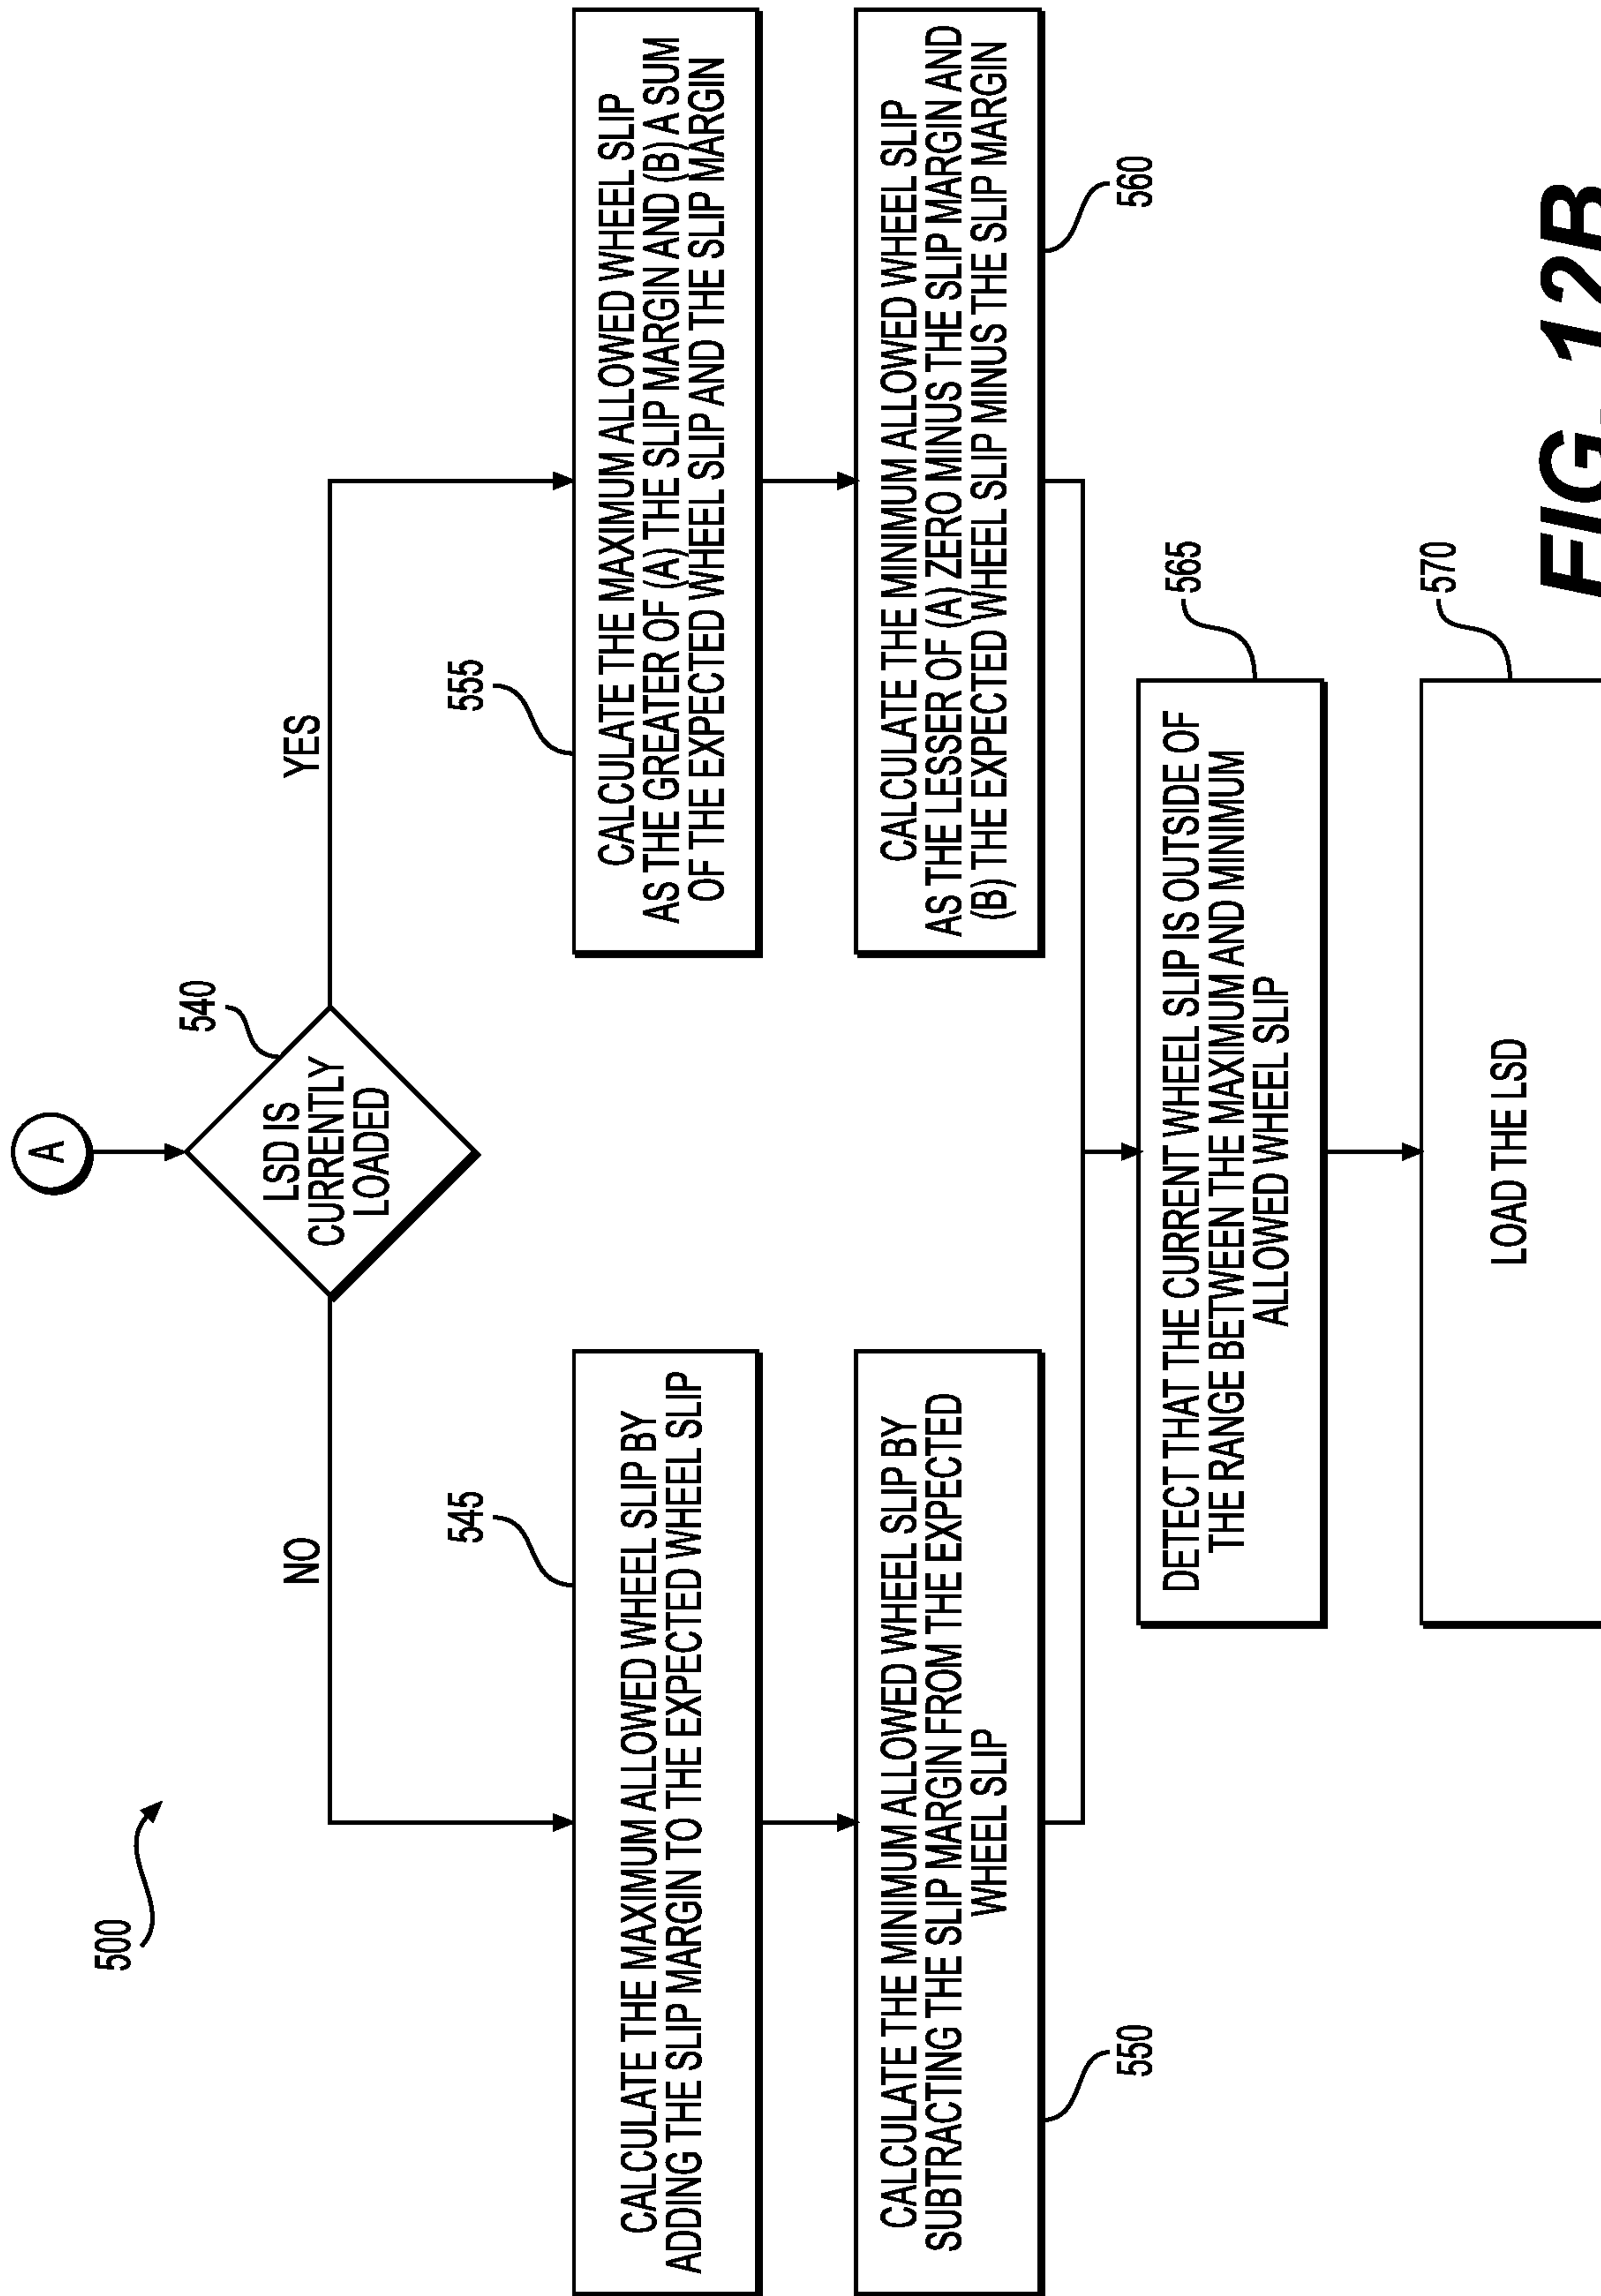 500
A
540
LSD IS
CURRENTLY
LOADED
NO
YES
545
CALCULATE THE MAXIMUM ALLOWED WHEEL SLIP BY
ADDING THE SLIP MARGIN TO THE EXPECTED WHEEL SLIP
555
CALCULATE THE MAXIMUM ALLOWED WHEEL SLIP
AS THE GREATER OF (A) THE SLIP MARGIN AND (B) A SUM
OF THE EXPECTED WHEEL SLIP AND THE SLIP MARGIN
CALCULATE THE MINIMUM ALLOWED WHEEL SLIP BY
SUBTRACTING THE SLIP MARGIN FROM THE EXPECTED
WHEEL SLIP
550
CALCULATE THE MINIMUM ALLOWED WHEEL SLIP
AS THE LESSER OF (A) ZERO MINUS THE SLIP MARGIN AND
(B) THE EXPECTED WHEEL SLIP MINUS THE SLIP MARGIN
560
DETECT THAT THE CURRENT WHEEL SLIP IS OUTSIDE OF
THE RANGE BETWEEN THE MAXIMUM AND MINIMUM
ALLOWED WHEEL SLIP
565
LOAD THE LSD
570
FIG. 12B